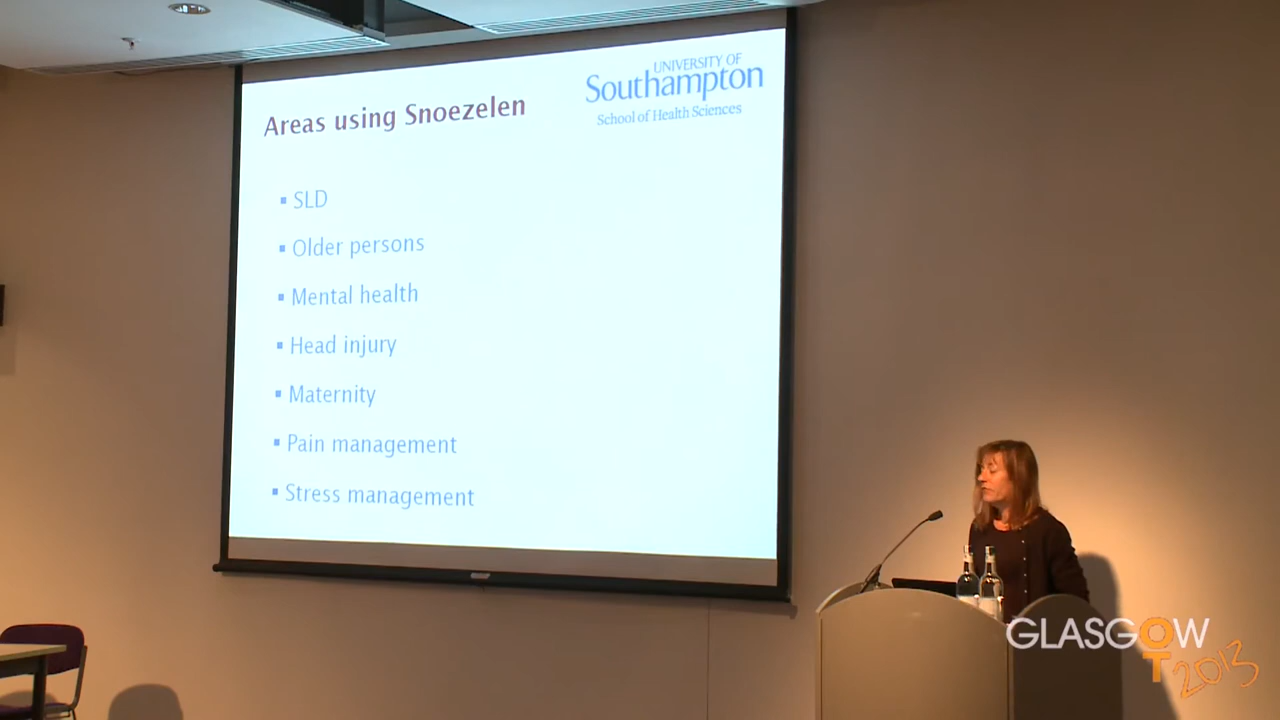 UNIVERSITY OF
Southampton
School of Health Sciences
Areas using Snoezelen
▪ SLD
▪ Older persons
▪ Mental health
▪ Head injury
▪ Maternity
▪ Pain management
▪ Stress management
GLASGOW
OT 2013